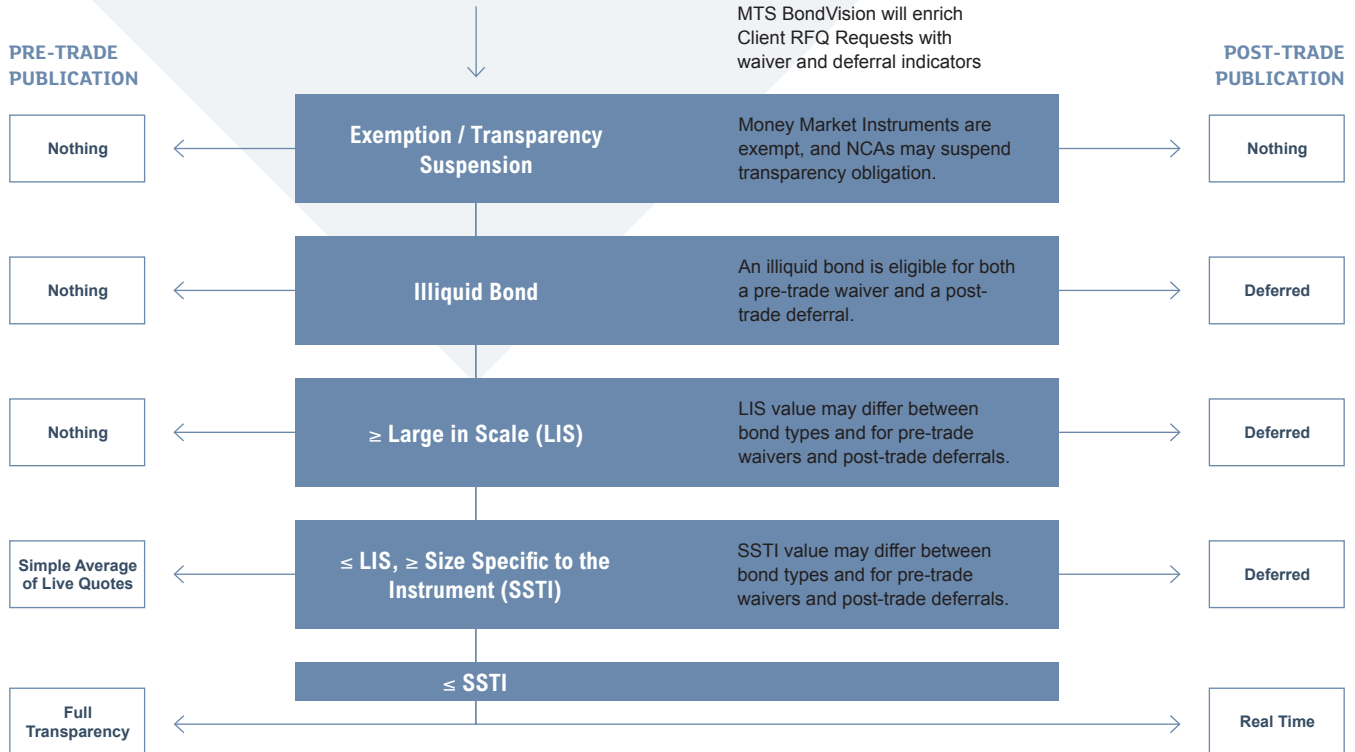 MTS BondVision will enrich
Client RFQ Requests with
waiver and deferral indicators
PRE-TRADE
PUBLICATION
POST-TRADE
PUBLICATION
Nothing
Exemption / Transparency
Suspension
Money Market Instruments are
exempt, and NCAs may suspend
transparency obligation.
Nothing
Nothing
Illiquid Bond
An illiquid bond is eligible for both
a pre-trade waiver and a post-
trade deferral.
Deferred
Nothing
≥ Large in Scale (LIS)
LIS value may differ between
bond types and for pre-trade
waivers and post-trade deferrals.
Deferred
Simple Average
of Live Quotes
≤ LIS, ≥ Size Specific to the
Instrument (SSTI)
SSTI value may differ between
bond types and for pre-trade
waivers and post-trade deferrals.
Deferred
≤ SSTI
Full
Transparency
Real Time